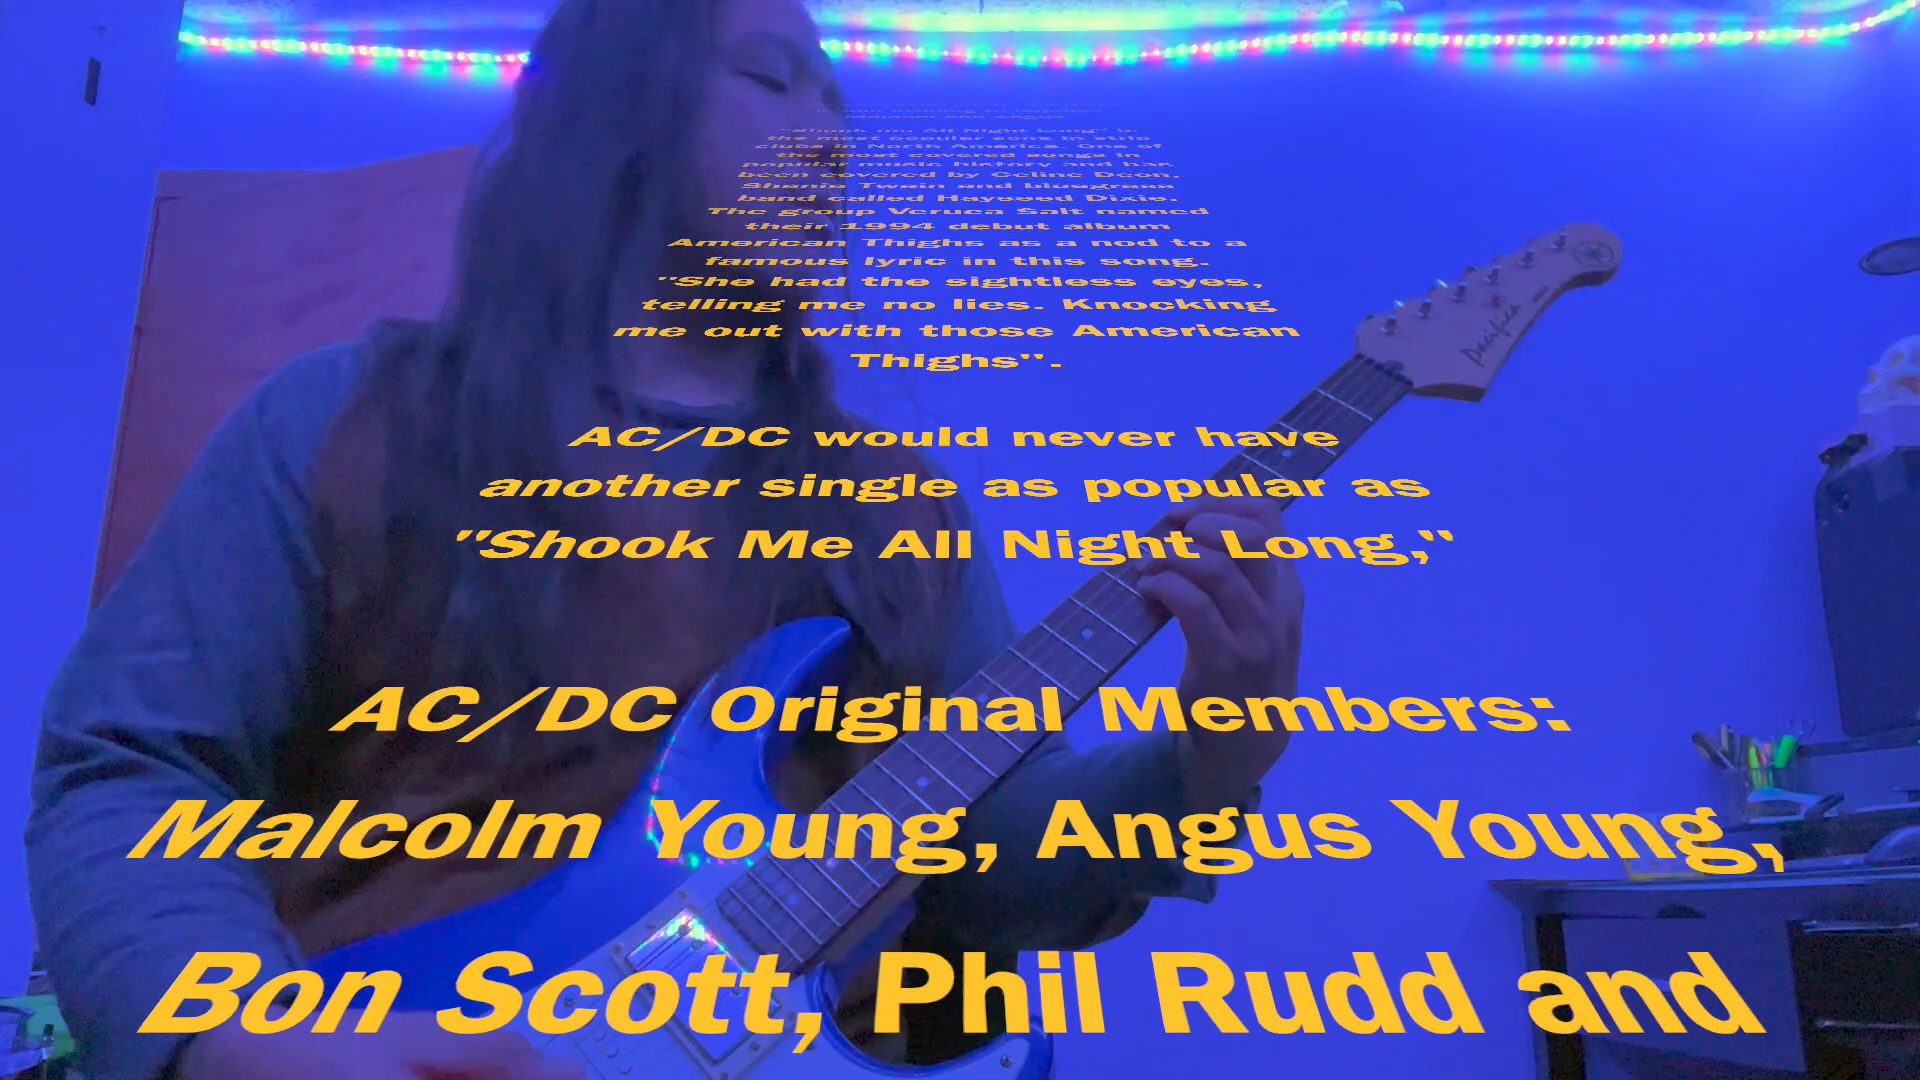 "Shook me All Night Long" is
the most popular song in strip
clubs in North America. One of
the most covered songs in
popular music history and has
been covered by Celine Deon,
Shania Twain and bluegrass
band called Hayseed Dixie.
The group Veruca Salt named
their 1994 debut album
American Thighs as a nod to a
famous lyric in this song.
"She had the sightless eyes,
telling me no lies. Knocking
me out with those American
Thighs".
AC/DC would never have
another single as popular as
"Shook Me All Night Long,"
AC/DC Original Members:
Malcolm Young, Angus Young,
Bon Scott, Phil Rudd and
Pacifica